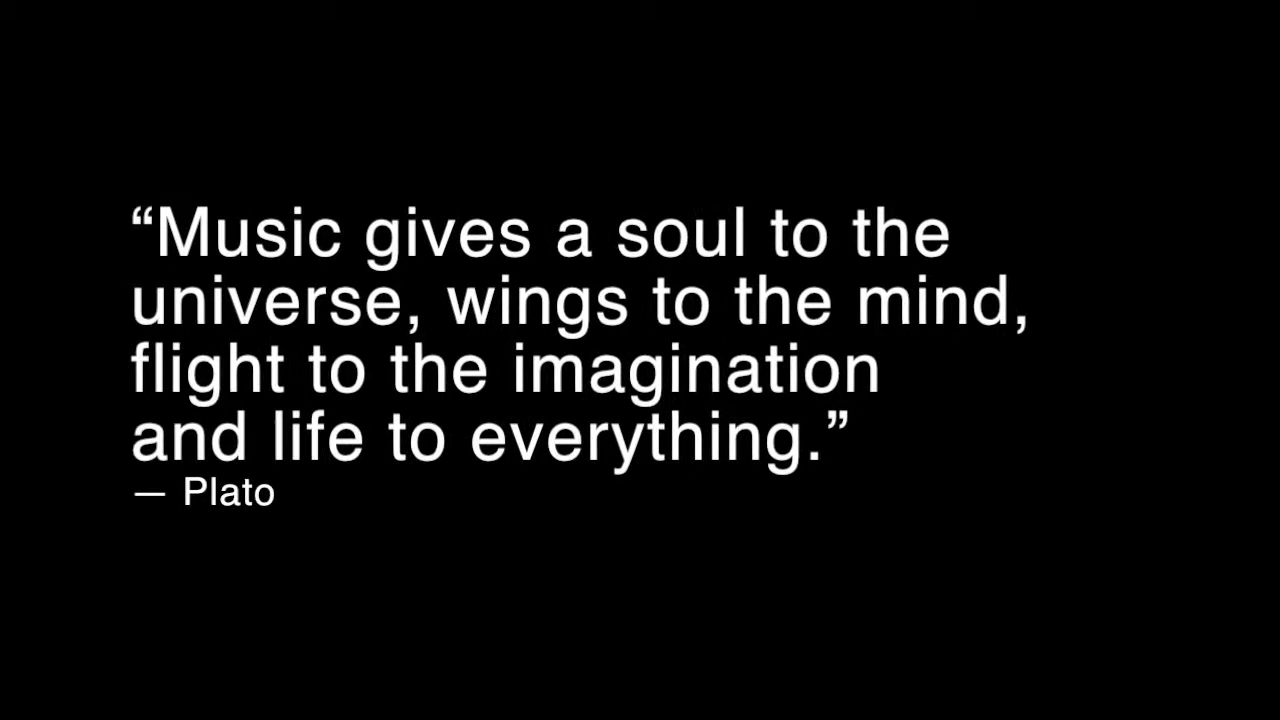 “Music gives a soul to the
universe, wings to the mind,
flight to the imagination
and life to everything.”
— Plato